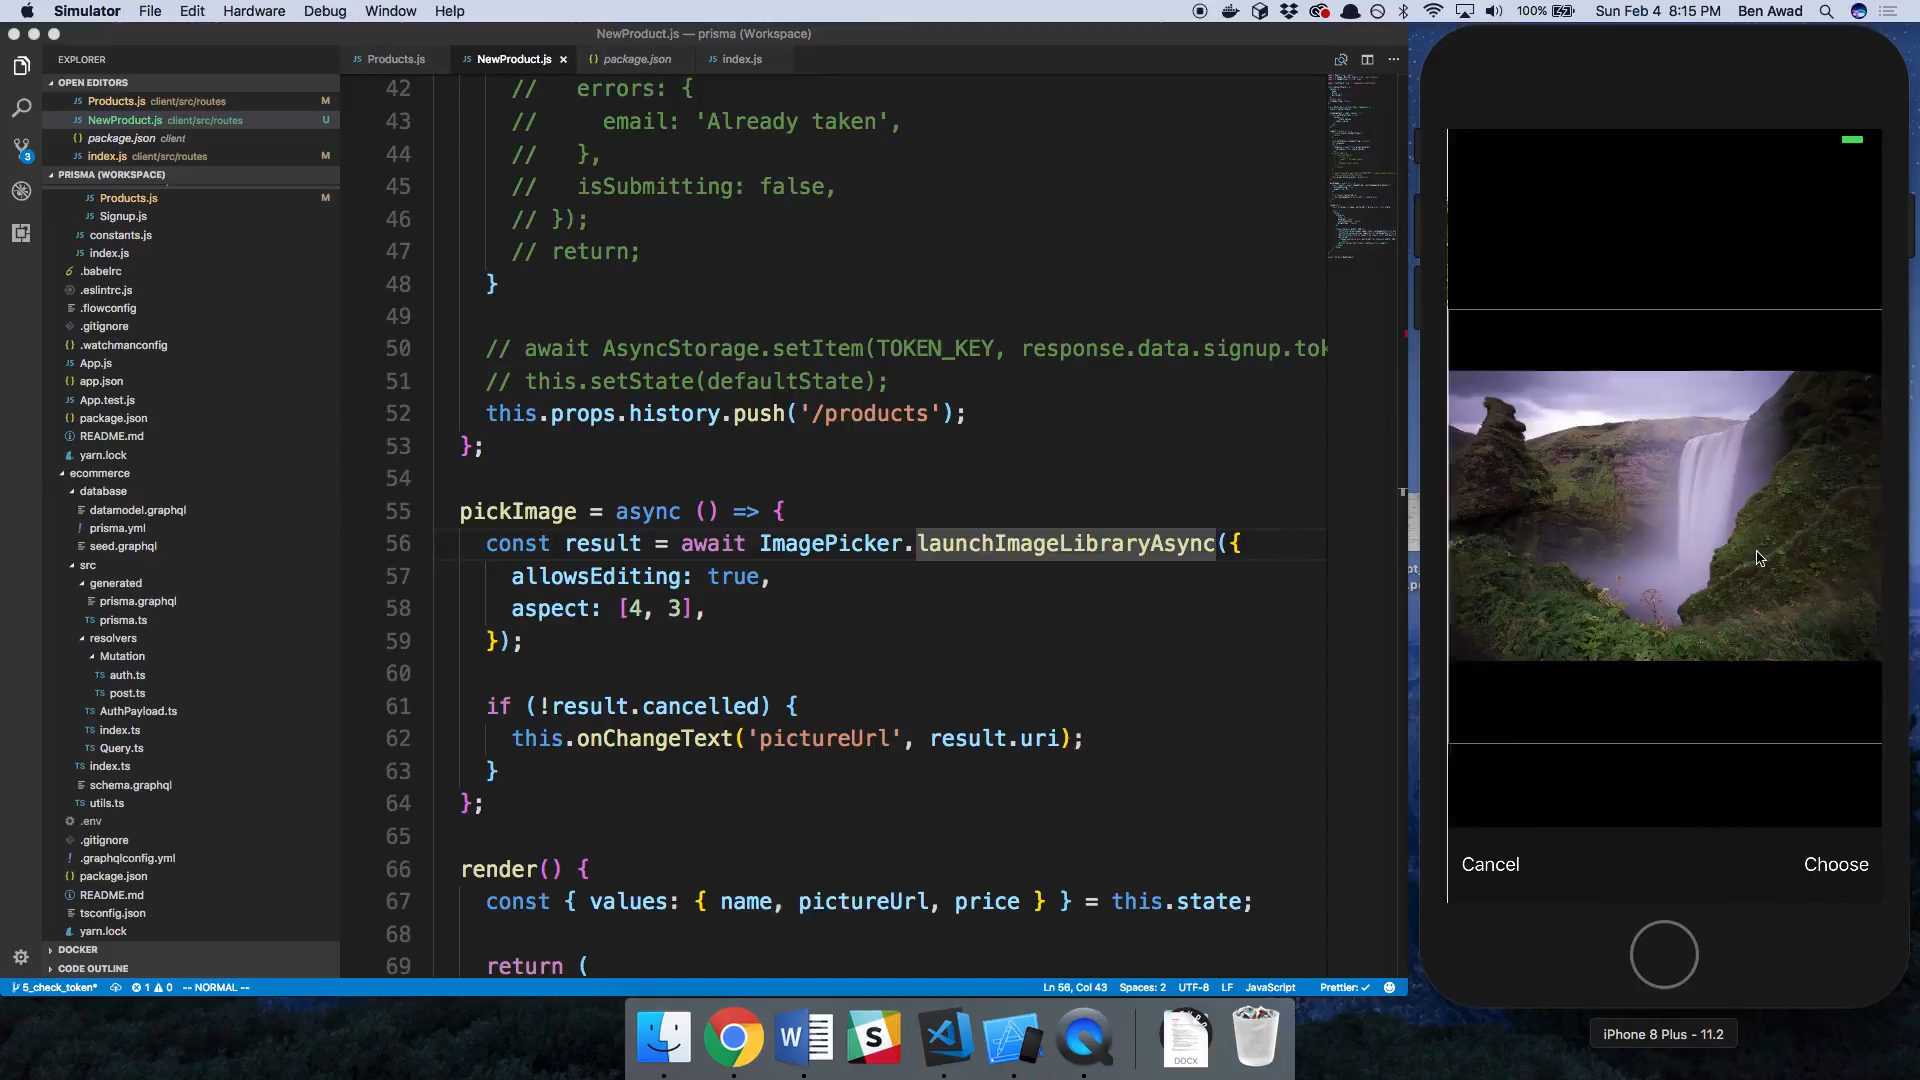 Simulator File Edit Hardware Debug Window Help
100% Sun Feb 4 8:15 PM Ben Awad
NewProduct.js — prisma (Workspace)
EXPLORER
OPEN EDITORS
Products.js client/src/routes M
NewProduct.js client/src/routes U
package.json client
index.js client/src/routes M
3
PRISMA (WORKSPACE)
Products.js M
Signup.js
constants.js
index.js
.babelrc
.eslintrc.js
.flowconfig
.gitignore
.watchmanconfig
App.js
app.json
App.test.js
package.json
README.md
yarn.lock
ecommerce
database
datamodel.graphql
prisma.yml
seed.graphql
src
generated
prisma.graphql
prisma.ts
resolvers
Mutation
auth.ts
post.ts
AuthPayload.ts
index.ts
Query.ts
index.ts
schema.graphql
utils.ts
.env
.gitignore
.graphqlconfig.yml
package.json
README.md
tsconfig.json
yarn.lock
DOCKER
CODE OUTLINE
Products.js NewProduct.js package.json index.js
42 // errors: {
43 // email: 'Already taken',
44 // },
45 // isSubmitting: false,
46 // });
47 // return;
48 }
49
50 // await AsyncStorage.setItem(TOKEN_KEY, response.data.signup.tok
51 // this.setState(defaultState);
52 this.props.history.push('/products');
53 };
54
55 pickImage = async () => {
56 const result = await ImagePicker.launchImageLibraryAsync({
57 allowsEditing: true,
58 aspect: [4, 3],
59 });
60
61 if (!result.cancelled) {
62 this.onChangeText('pictureUrl', result.uri);
63 }
64 };
65
66 render() {
67 const { values: { name, pictureUrl, price } } = this.state;
68
69 return (
5_check_token* 1 0 -- NORMAL -- Ln 56, Col 43 Spaces: 2 UTF-8 LF JavaScript Prettier: ✓
Cancel Choose
DOCX
iPhone 8 Plus - 11.2